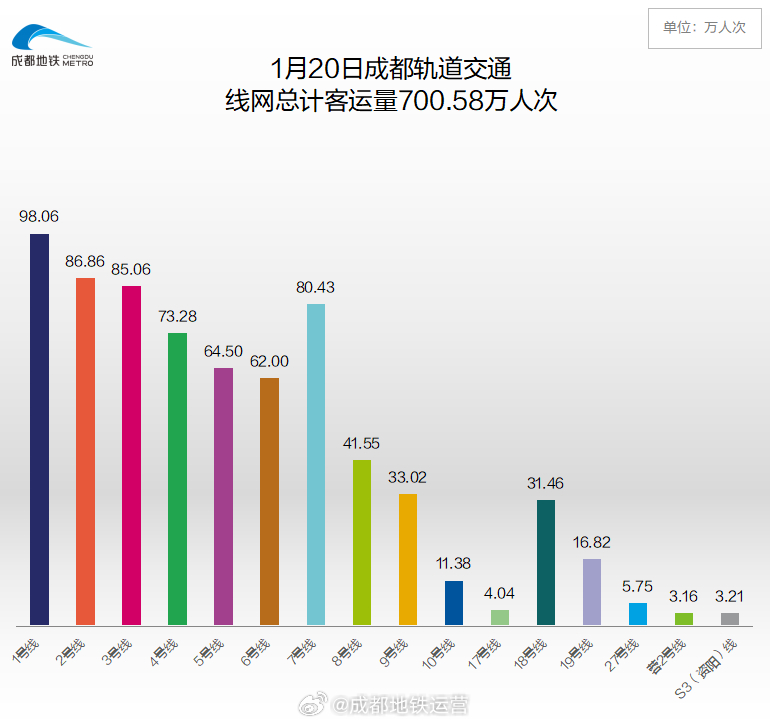 单位：万人次
成都地铁 CHENGDU METRO
1月20日成都轨道交通
线网总计客运量700.58万人次
98.06
86.86
85.06
73.28
64.50
62.00
80.43
41.55
33.02
11.38
4.04
31.46
16.82
5.75
3.16
3.21
1号线
2号线
3号线
4号线
5号线
6号线
7号线
8号线
9号线
10号线
17号线
18号线
19号线
27号线
蓉2号线
S3（资阳）线
@成都地铁运营